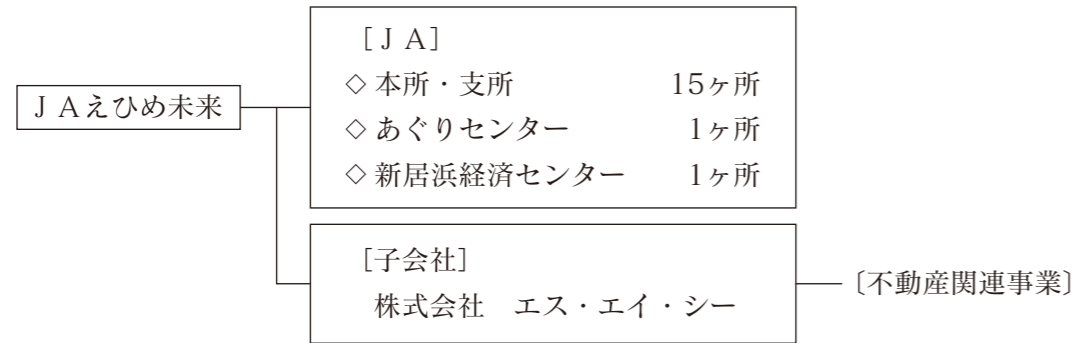 ＪＡえひめ未来
［ＪＡ］
◇ 本所・支所　15ヶ所
◇ あぐりセンター　1ヶ所
◇ 新居浜経済センター　1ヶ所
［子会社］
株式会社　エス・エイ・シー
〔不動産関連事業〕